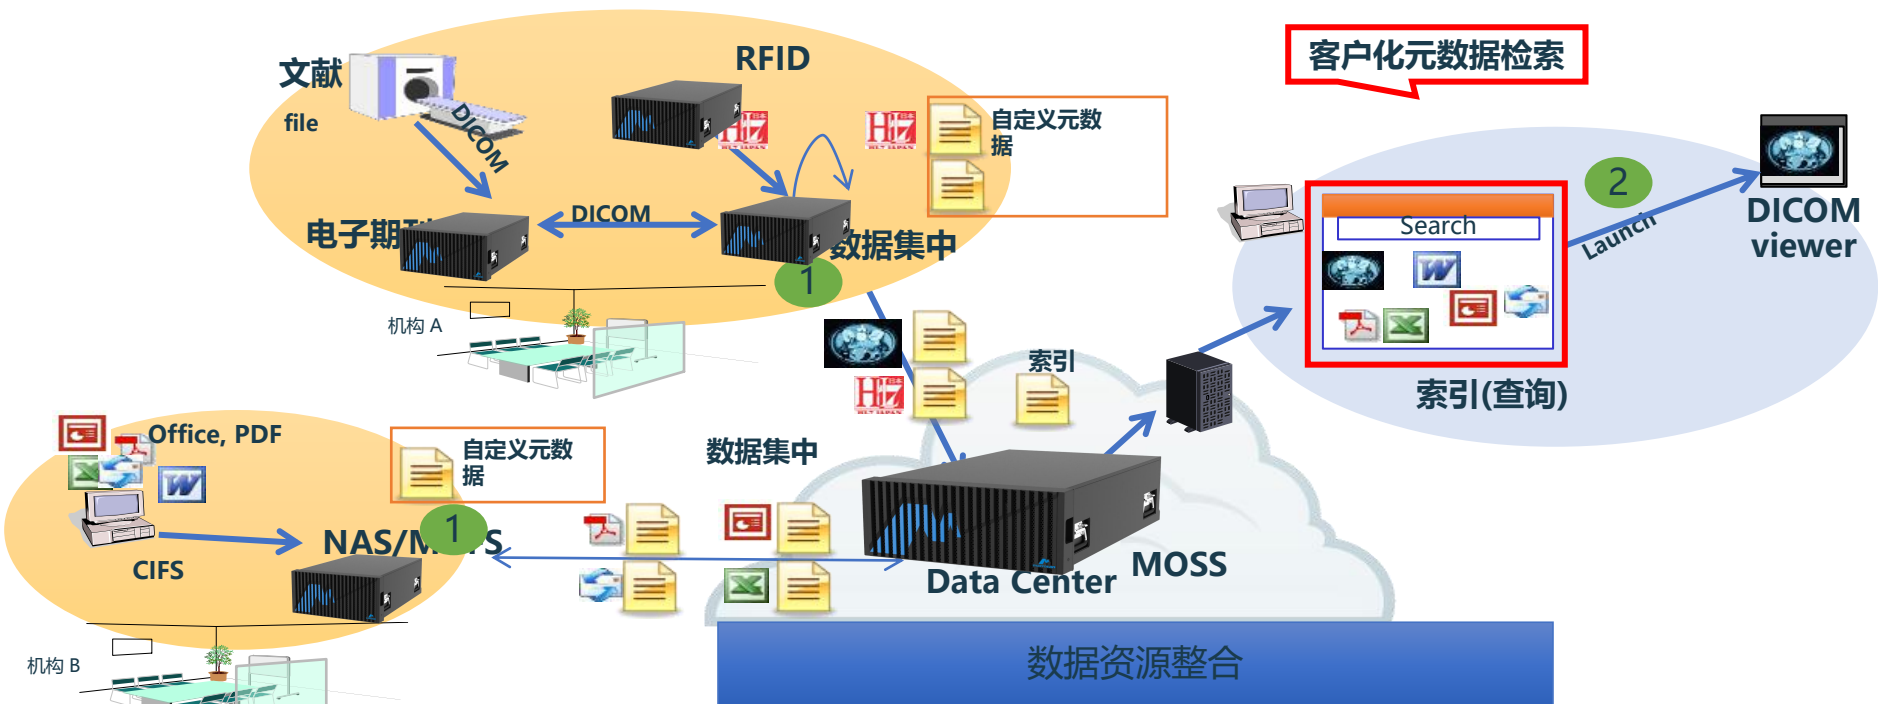 文献
file
RFID
DICOM
自定义元数
据
电子期
DICOM
数据集中
1
机构 A
客户化元数据检索
2
Search
Launch
DICOM
viewer
索引(查询)
索引
数据集中
Office, PDF
自定义元数
据
1
NAS/M
S
CIFS
机构 B
Data Center
MOSS
数据资源整合